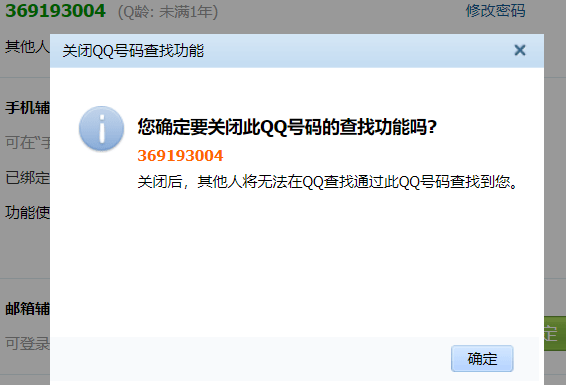 369193004 (Q龄: 未满1年) 修改密码
其他人
关闭QQ号码查找功能
手机辅
您确定要关闭此QQ号码的查找功能吗?
可在“手
369193004
已绑定
关闭后，其他人将无法在QQ查找通过此QQ号码查找到您。
功能使
邮箱辅
定
可登录
确定